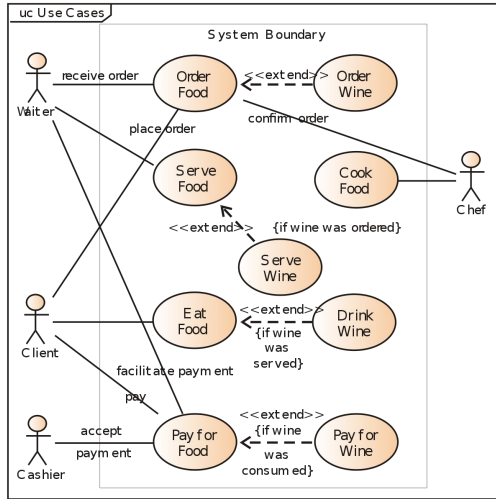 uc Use Cases
System Boundary
receive order
Order
Food
<<extend>>
Order
Wine
Waiter
place order
confirm order
Serve
Food
Cook
Food
Chef
<<extend>>
{if wine was ordered}
Serve
Wine
Eat
Food
<<extend>>
{if wine
was
served}
Drink
Wine
Client
facilitate payment
pay
accept
payment
Cashier
Pay for
Food
<<extend>>
{if wine
was
consumed}
Pay for
Wine